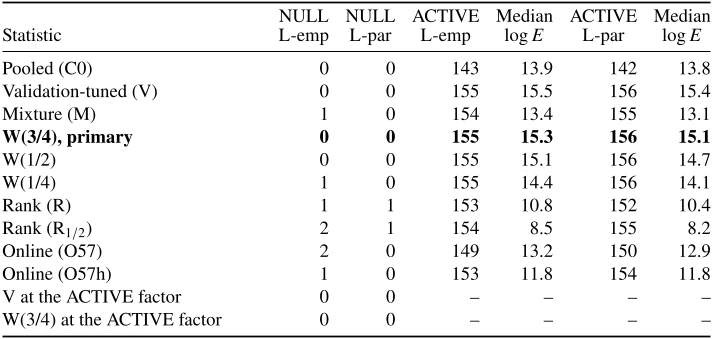 NULL NULL ACTIVE Median ACTIVE Median
Statistic L-emp L-par L-emp log E L-par log E
Pooled (C0) 0 0 143 13.9 142 13.8
Validation-tuned (V) 0 0 155 15.5 156 15.4
Mixture (M) 1 0 154 13.4 155 13.1
W(3/4), primary 0 0 155 15.3 156 15.1
W(1/2) 0 0 155 15.1 156 14.7
W(1/4) 1 0 155 14.4 156 14.1
Rank (R) 1 1 153 10.8 152 10.4
Rank (R1/2) 2 1 154 8.5 155 8.2
Online (O57) 2 0 149 13.2 150 12.9
Online (O57h) 1 0 153 11.8 154 11.8
V at the ACTIVE factor 0 0 – – – –
W(3/4) at the ACTIVE factor 0 0 – – – –